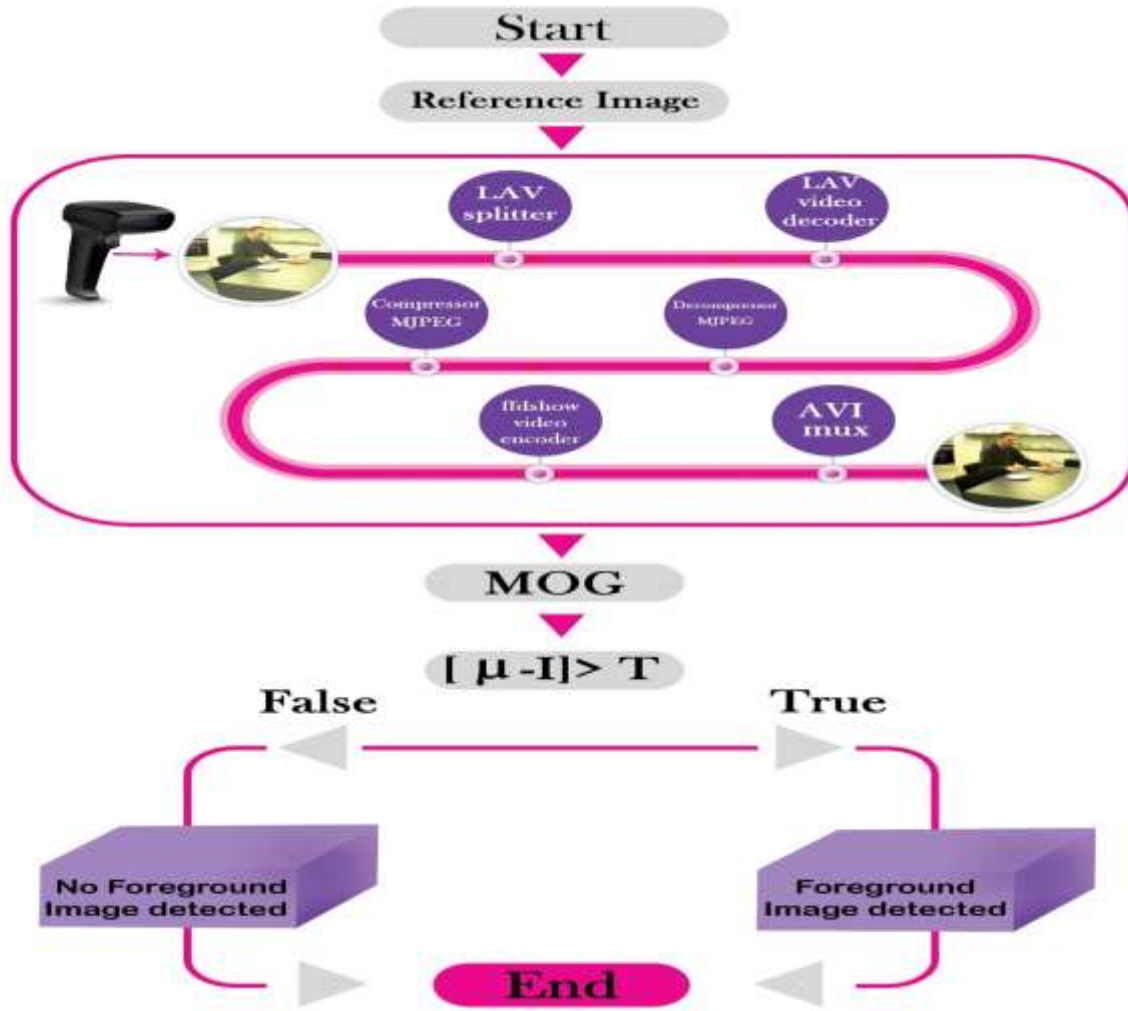 Start
Reference Image
LAV
splitter
LAV
video
decoder
Compressor
MJPEG
Decompressor
MJPEG
ffdshow
video
encoder
AVI
mux
MOG
[ μ -I]> T
False
True
No Foreground
Image detected
Foreground
Image detected
End